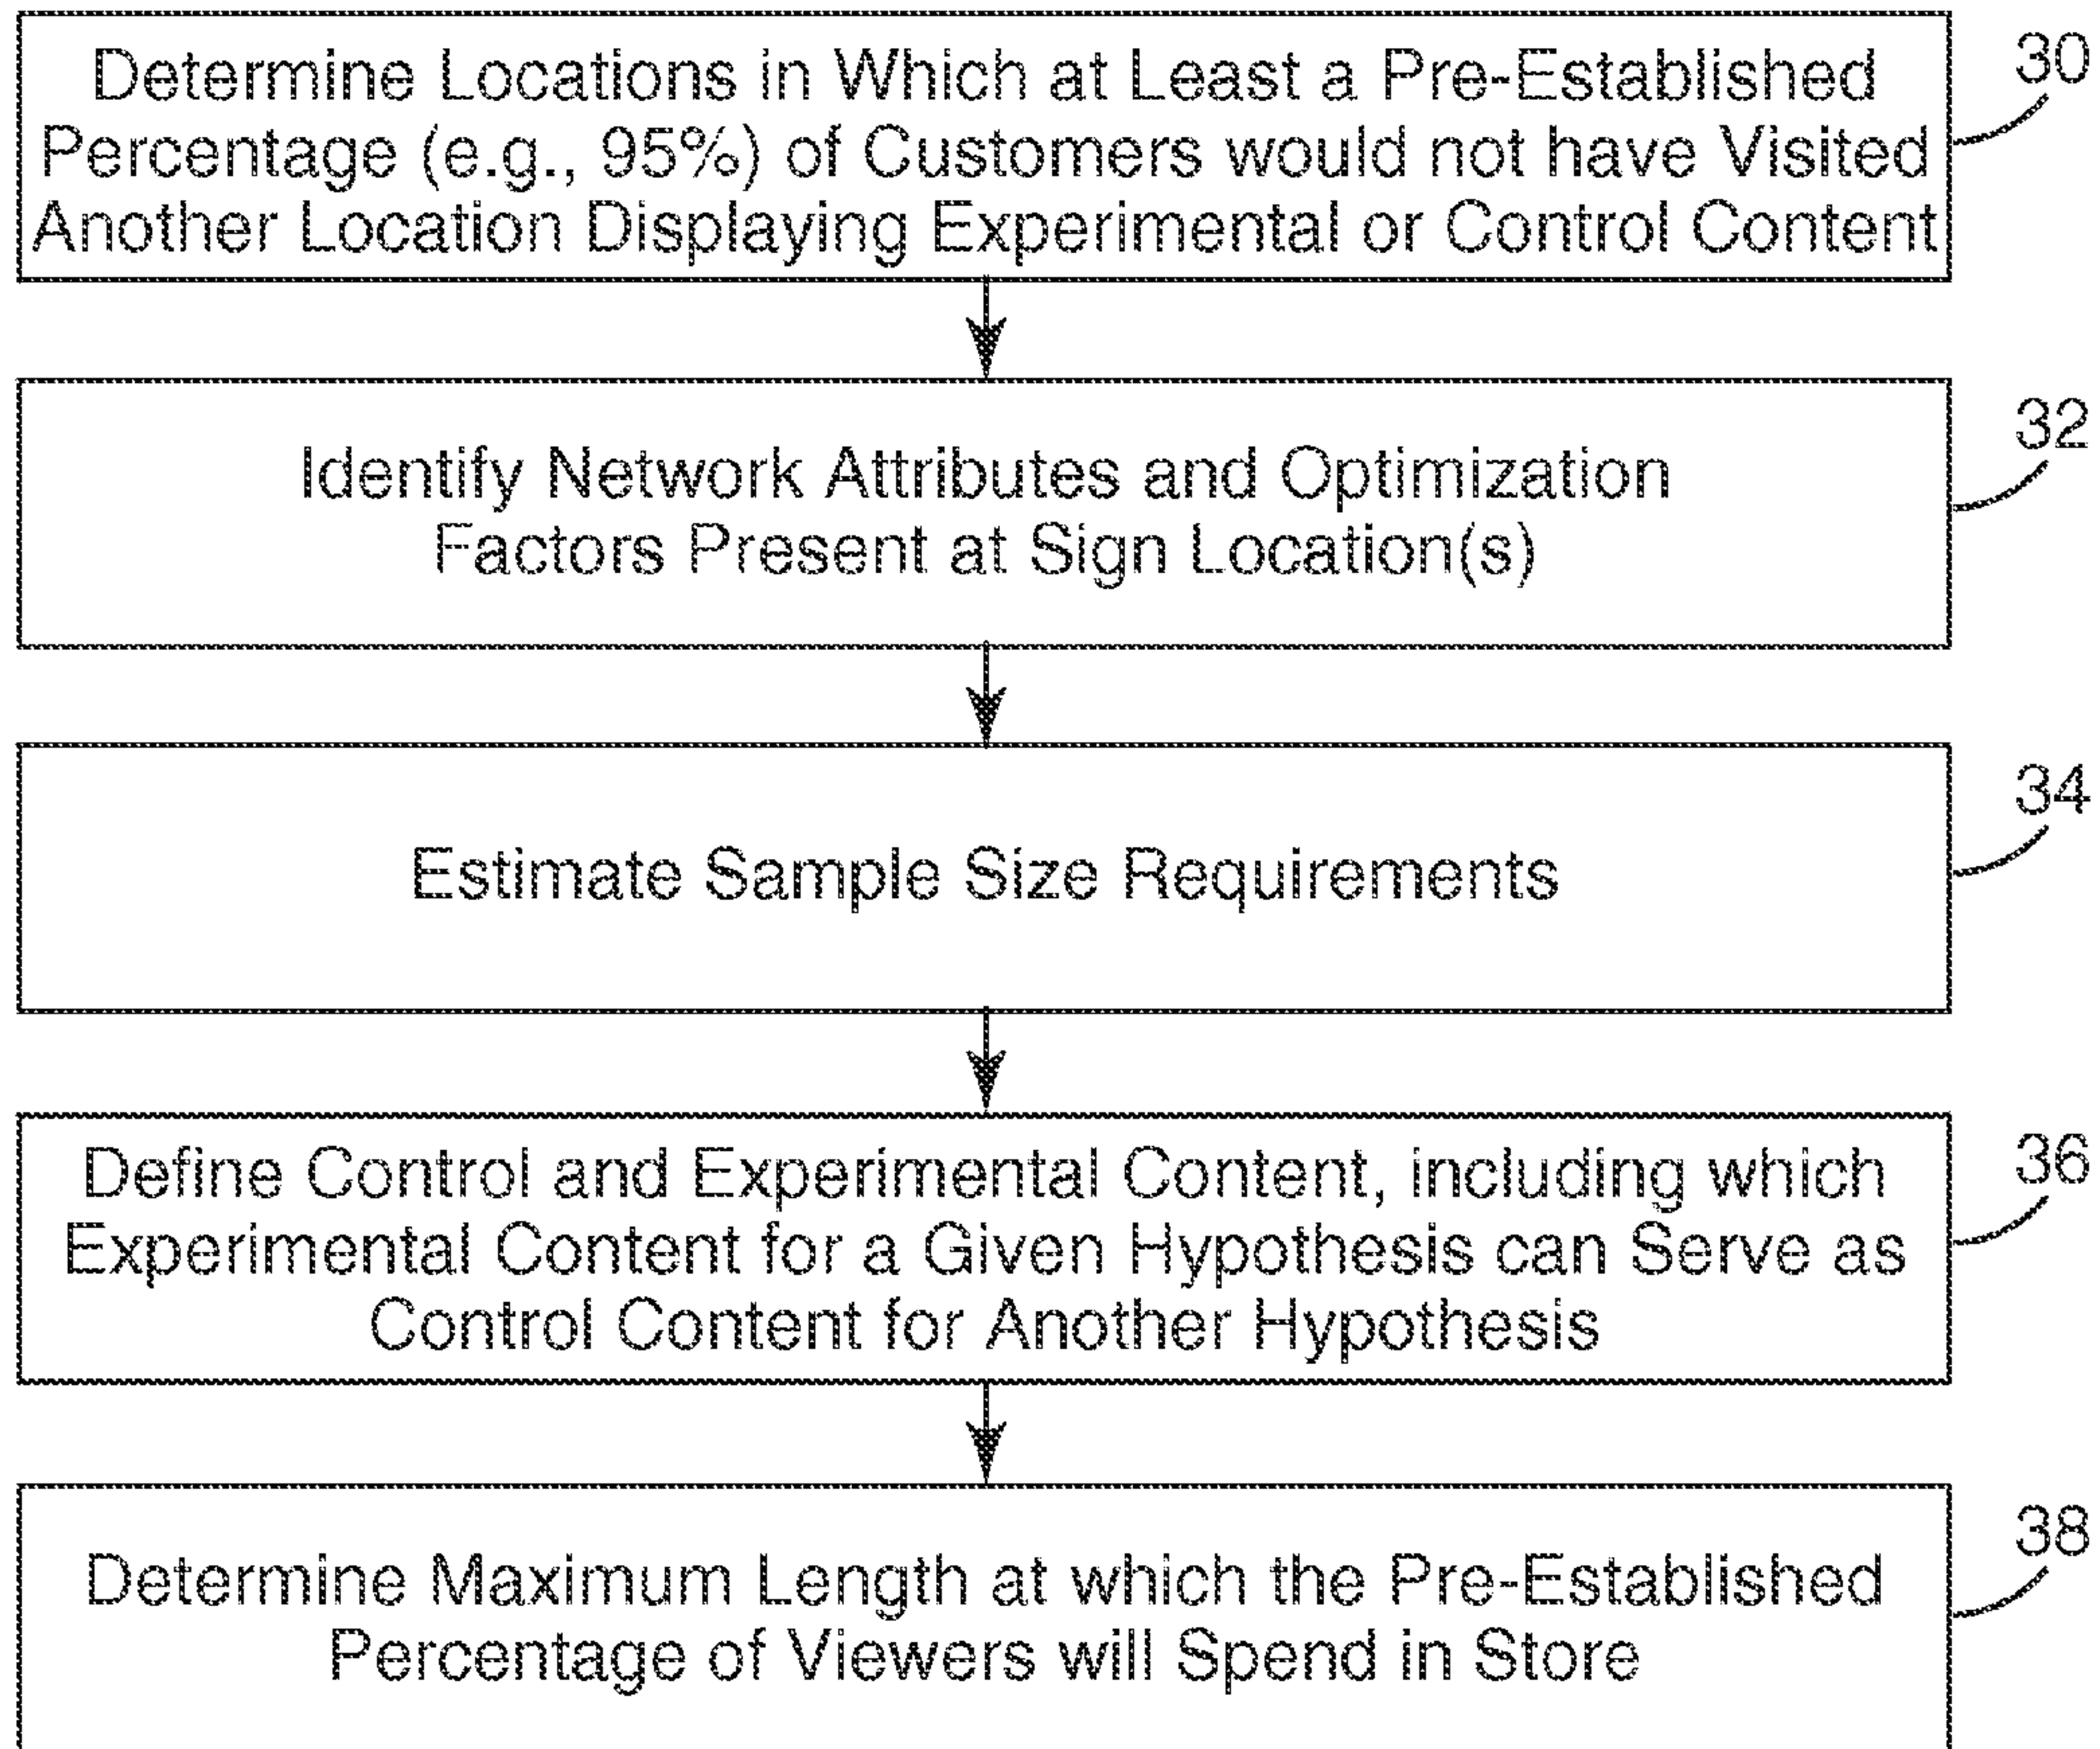 Determine Locations in Which at Least a Pre-Established
Percentage (e.g., 95%) of Customers would not have Visited
Another Location Displaying Experimental or Control Content
30
Identify Network Attributes and Optimization
Factors Present at Sign Location(s)
32
Estimate Sample Size Requirements
34
Define Control and Experimental Content, including which
Experimental Content for a Given Hypothesis can Serve as
Control Content for Another Hypothesis
36
Determine Maximum Length at which the Pre-Established
Percentage of Viewers will Spend in Store
38